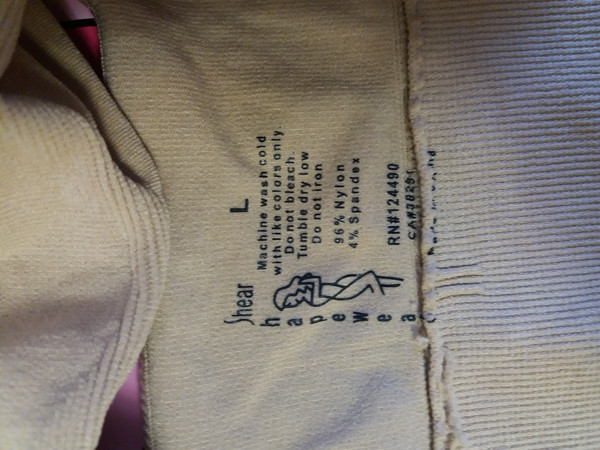 Shear
hapewea
L
Machine wash cold
with like colors only
Do not bleach.
Tumble dry low
Do not iron
96% Nylon
4% Spandex
RN#124490